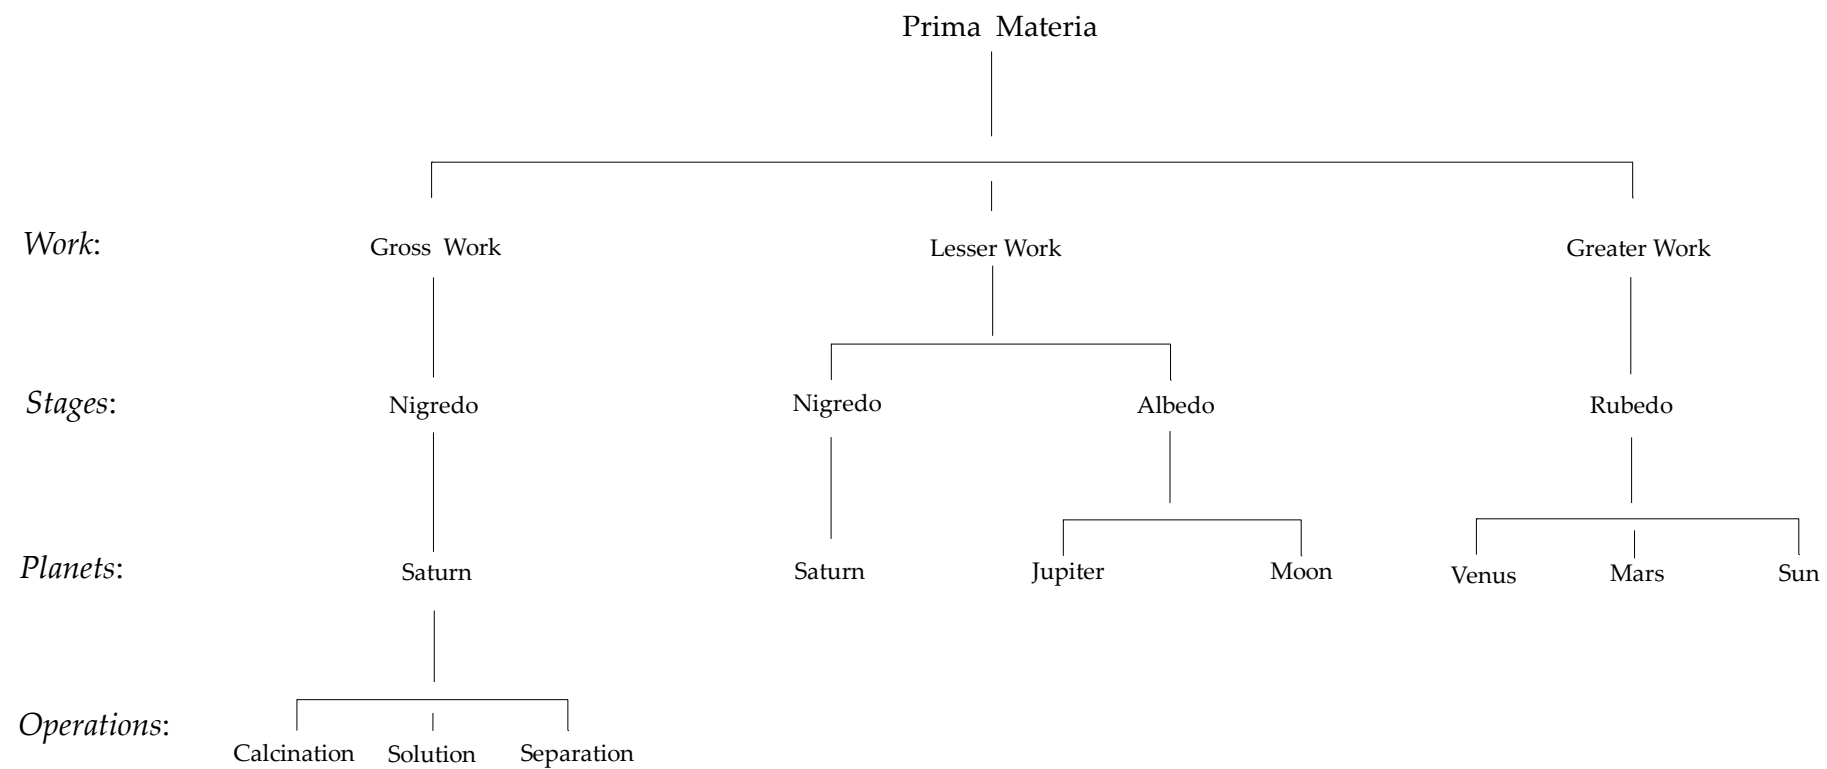 Prima Materia
Work: Gross Work Lesser Work Greater Work
Stages: Nigredo Nigredo Albedo Rubedo
Planets: Saturn Saturn Jupiter Moon Venus Mars Sun
Operations: Calcination Solution Separation